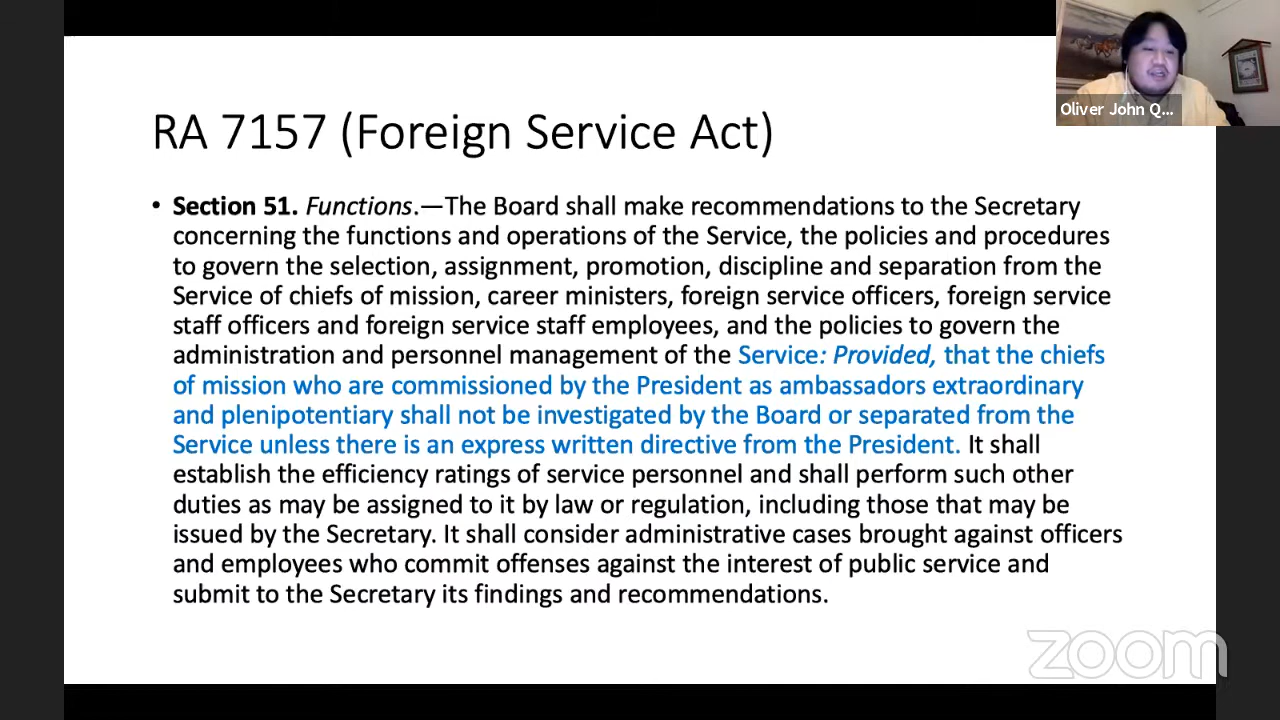 Oliver John Q...
RA 7157 (Foreign Service Act)
• Section 51. Functions.—The Board shall make recommendations to the Secretary
concerning the functions and operations of the Service, the policies and procedures
to govern the selection, assignment, promotion, discipline and separation from the
Service of chiefs of mission, career ministers, foreign service officers, foreign service
staff officers and foreign service staff employees, and the policies to govern the
administration and personnel management of the Service: Provided, that the chiefs
of mission who are commissioned by the President as ambassadors extraordinary
and plenipotentiary shall not be investigated by the Board or separated from the
Service unless there is an express written directive from the President. It shall
establish the efficiency ratings of service personnel and shall perform such other
duties as may be assigned to it by law or regulation, including those that may be
issued by the Secretary. It shall consider administrative cases brought against officers
and employees who commit offenses against the interest of public service and
submit to the Secretary its findings and recommendations.
zoom